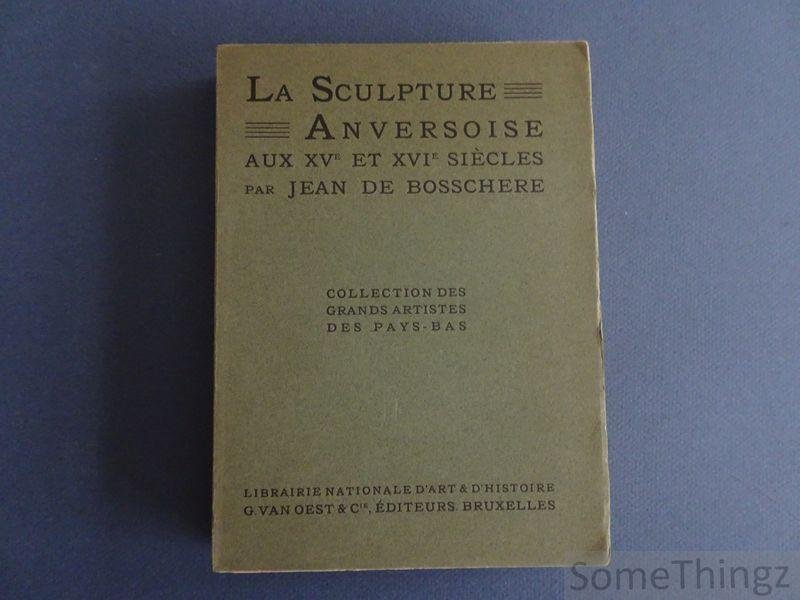 LA SCULPTURE
ANVERSOISE
AUX XVᴱ ET XVIᴱ SIÈCLES
PAR JEAN DE BOSSCHERE
COLLECTION DES
GRANDS ARTISTES
DES PAYS-BAS
LIBRAIRIE NATIONALE D'ART & D'HISTOIRE
G. VAN OEST & Cᴵᴱ, ÉDITEURS. BRUXELLES
SomeThingz